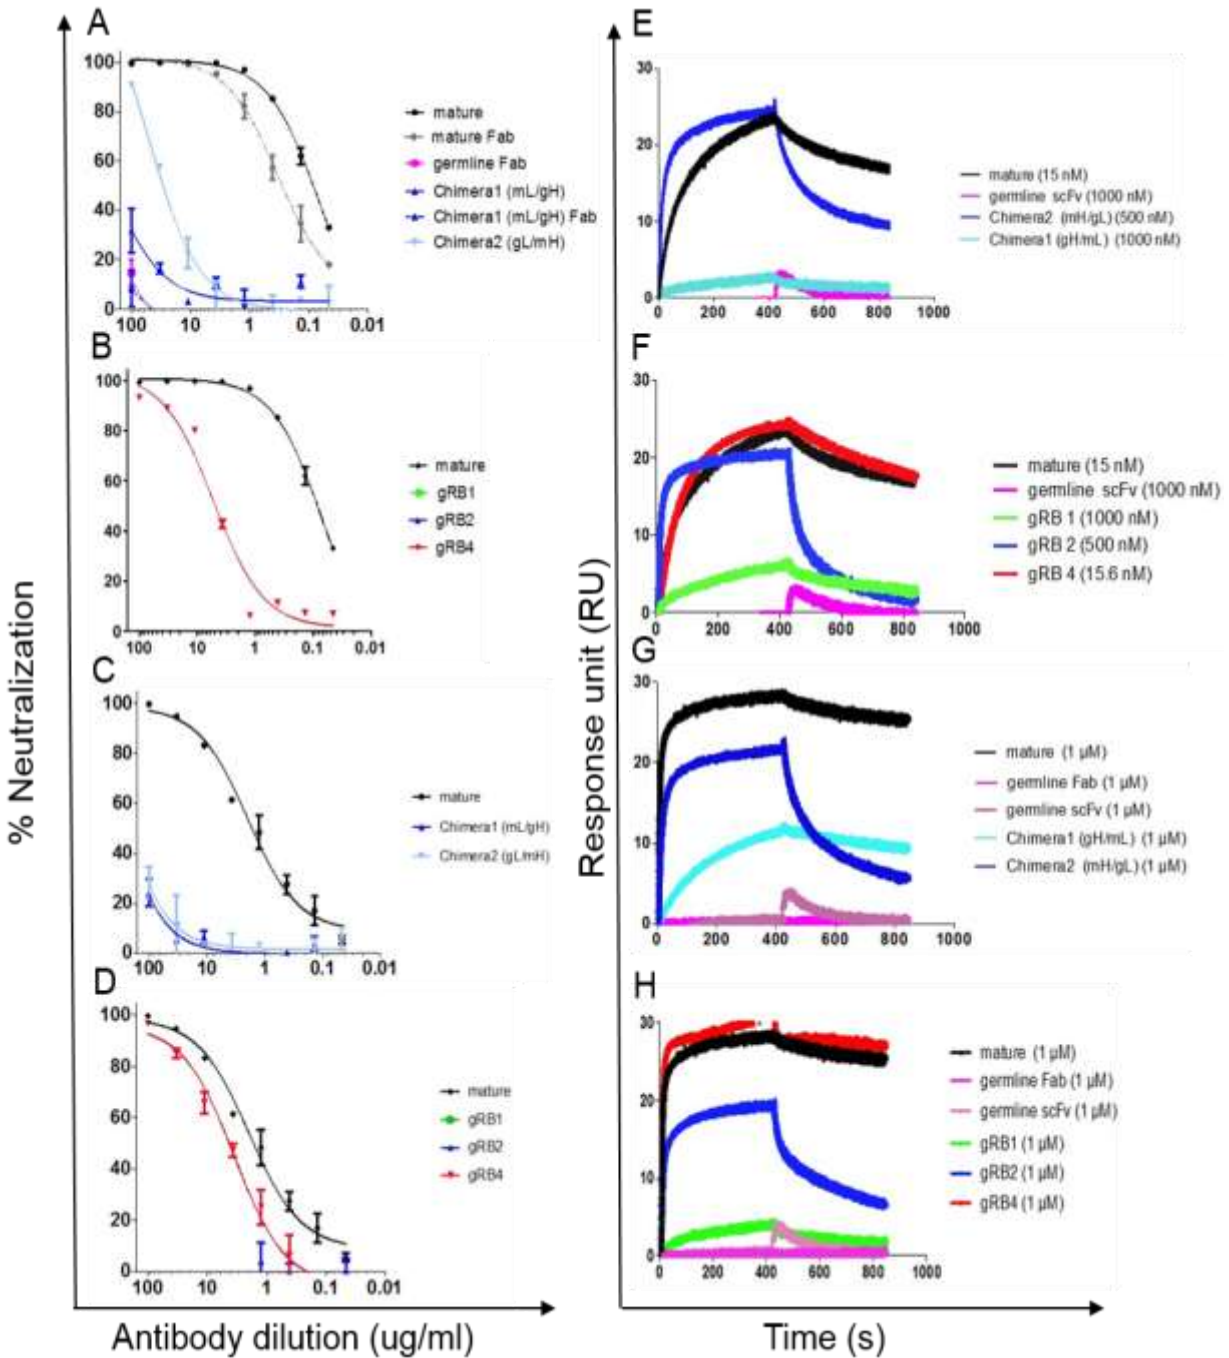 A
100
80
60
40
20
0
100
10
1
0.1
0.01
mature
mature Fab
germline Fab
Chimera1 (mL/gH)
Chimera1 (mL/gH) Fab
Chimera2 (gL/mH)
B
100
80
60
40
20
0
100
10
1
0.1
0.01
mature
gRB1
gRB2
gRB4
C
100
80
60
40
20
0
100
10
1
0.1
0.01
mature
Chimera1 (mL/gH)
Chimera2 (gL/mH)
D
100
80
60
40
20
0
100
10
1
0.1
0.01
mature
gRB1
gRB2
gRB4
% Neutralization
Antibody dilution (ug/ml)
E
30
20
10
0
0
200
400
600
800
1000
mature (15 nM)
germline scFv (1000 nM)
Chimera2 (mH/gL) (500 nM)
Chimera1 (gH/mL) (1000 nM)
F
30
20
10
0
0
200
400
600
800
1000
mature (15 nM)
germline scFv (1000 nM)
gRB 1 (1000 nM)
gRB 2 (500 nM)
gRB 4 (15.6 nM)
G
30
20
10
0
0
200
400
600
800
1000
mature (1 µM)
germline Fab (1 µM)
germline scFv (1 µM)
Chimera1 (gH/mL) (1 µM)
Chimera2 (mH/gL) (1 µM)
H
30
20
10
0
0
200
400
600
800
1000
mature (1 µM)
germline Fab (1 µM)
germline scFv (1 µM)
gRB1 (1 µM)
gRB2 (1 µM)
gRB4 (1 µM)
Response unit (RU)
Time (s)